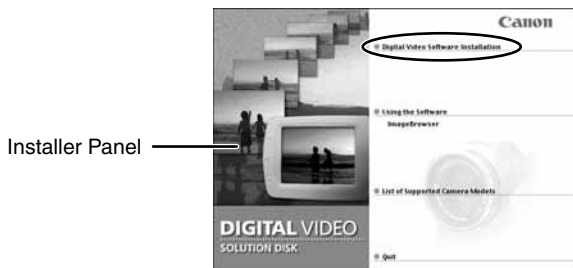 Canon
Digital Video Software Installation
Using the Software
ImageBrowser
Installer Panel
List of Supported Camera Models
DIGITAL VIDEO
SOLUTION DISK
Quit